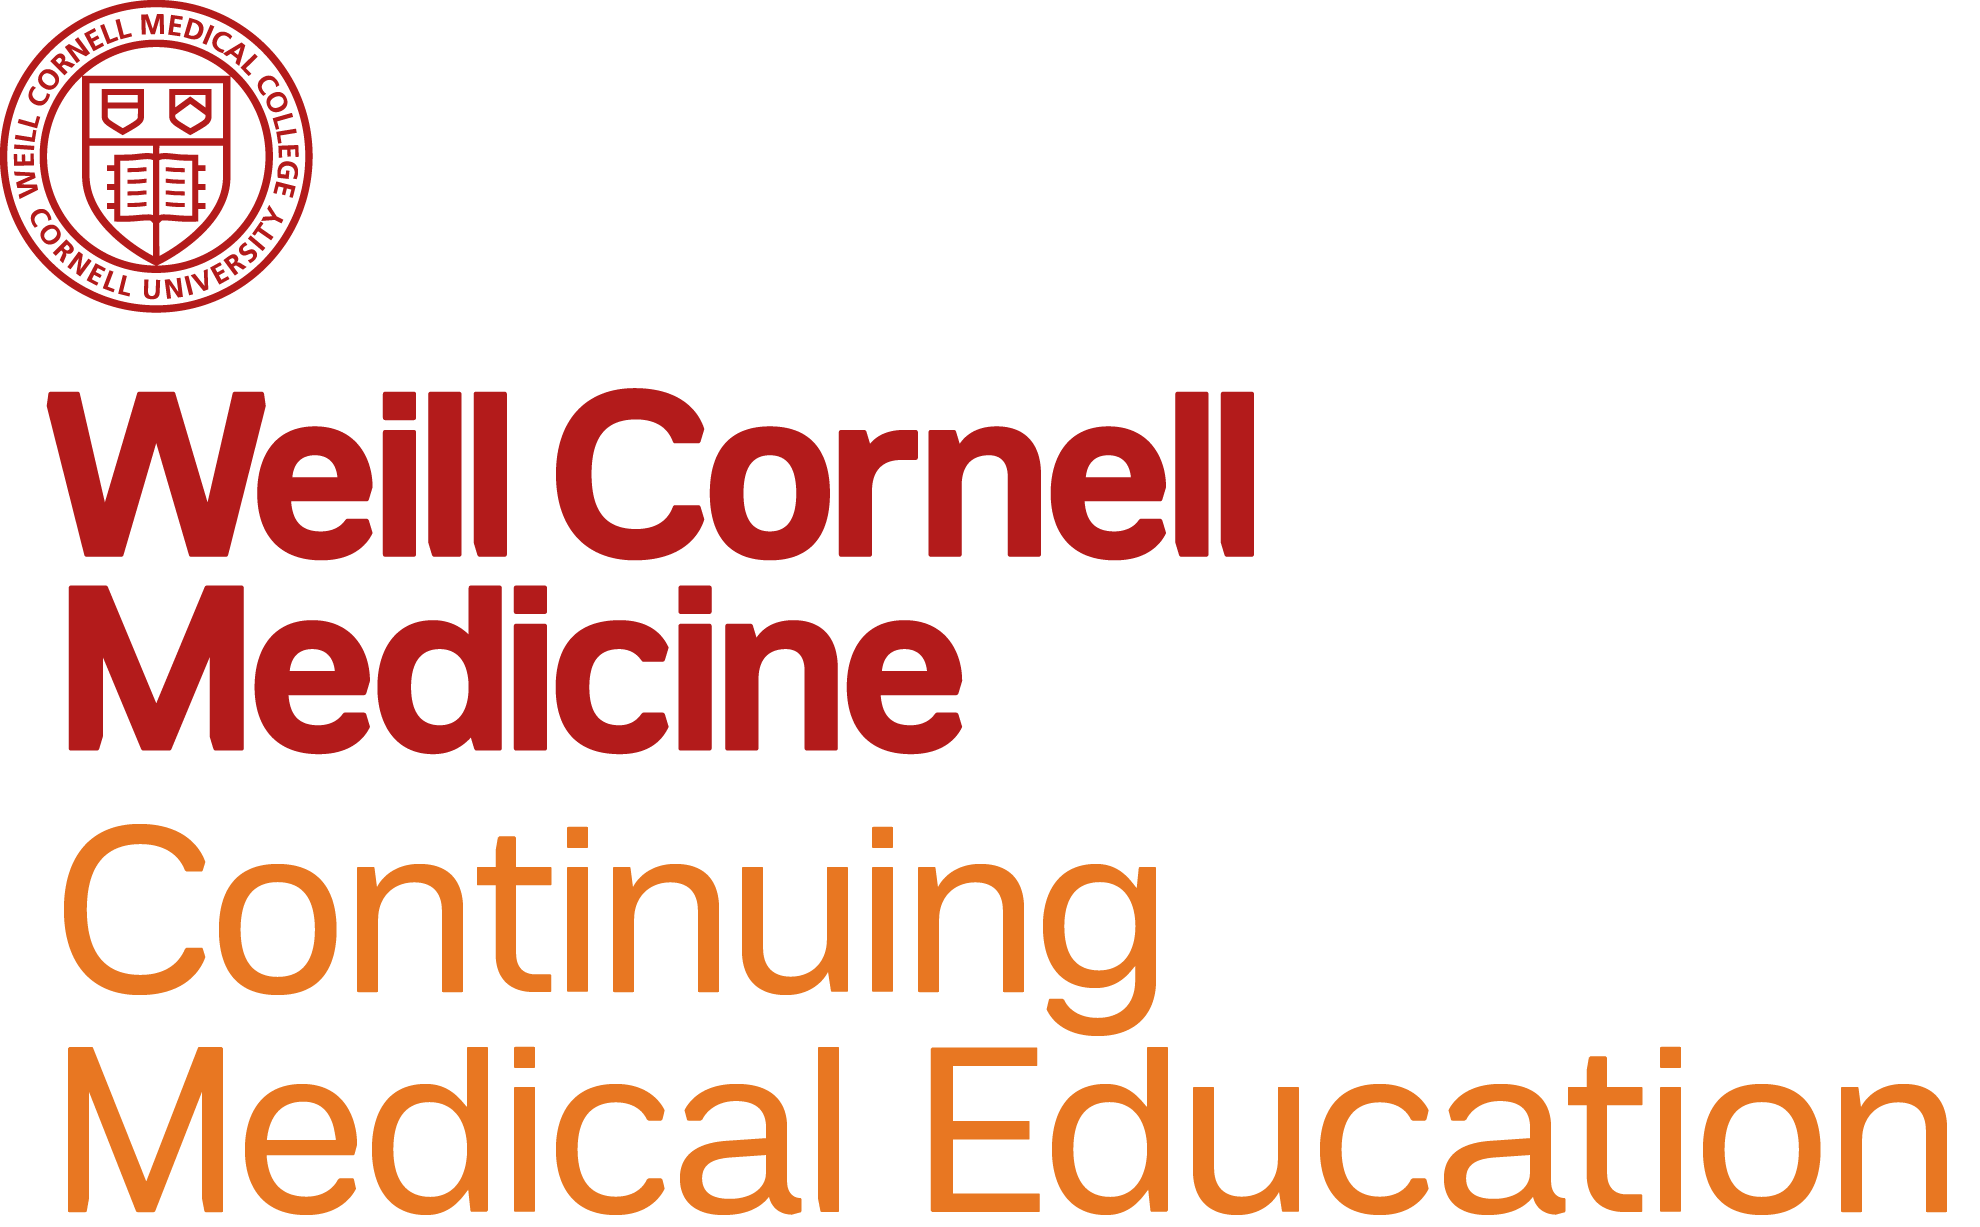 WEILL CORNELL MEDICAL COLLEGE
CORNELL UNIVERSITY
Weill Cornell
Medicine
Continuing
Medical Education